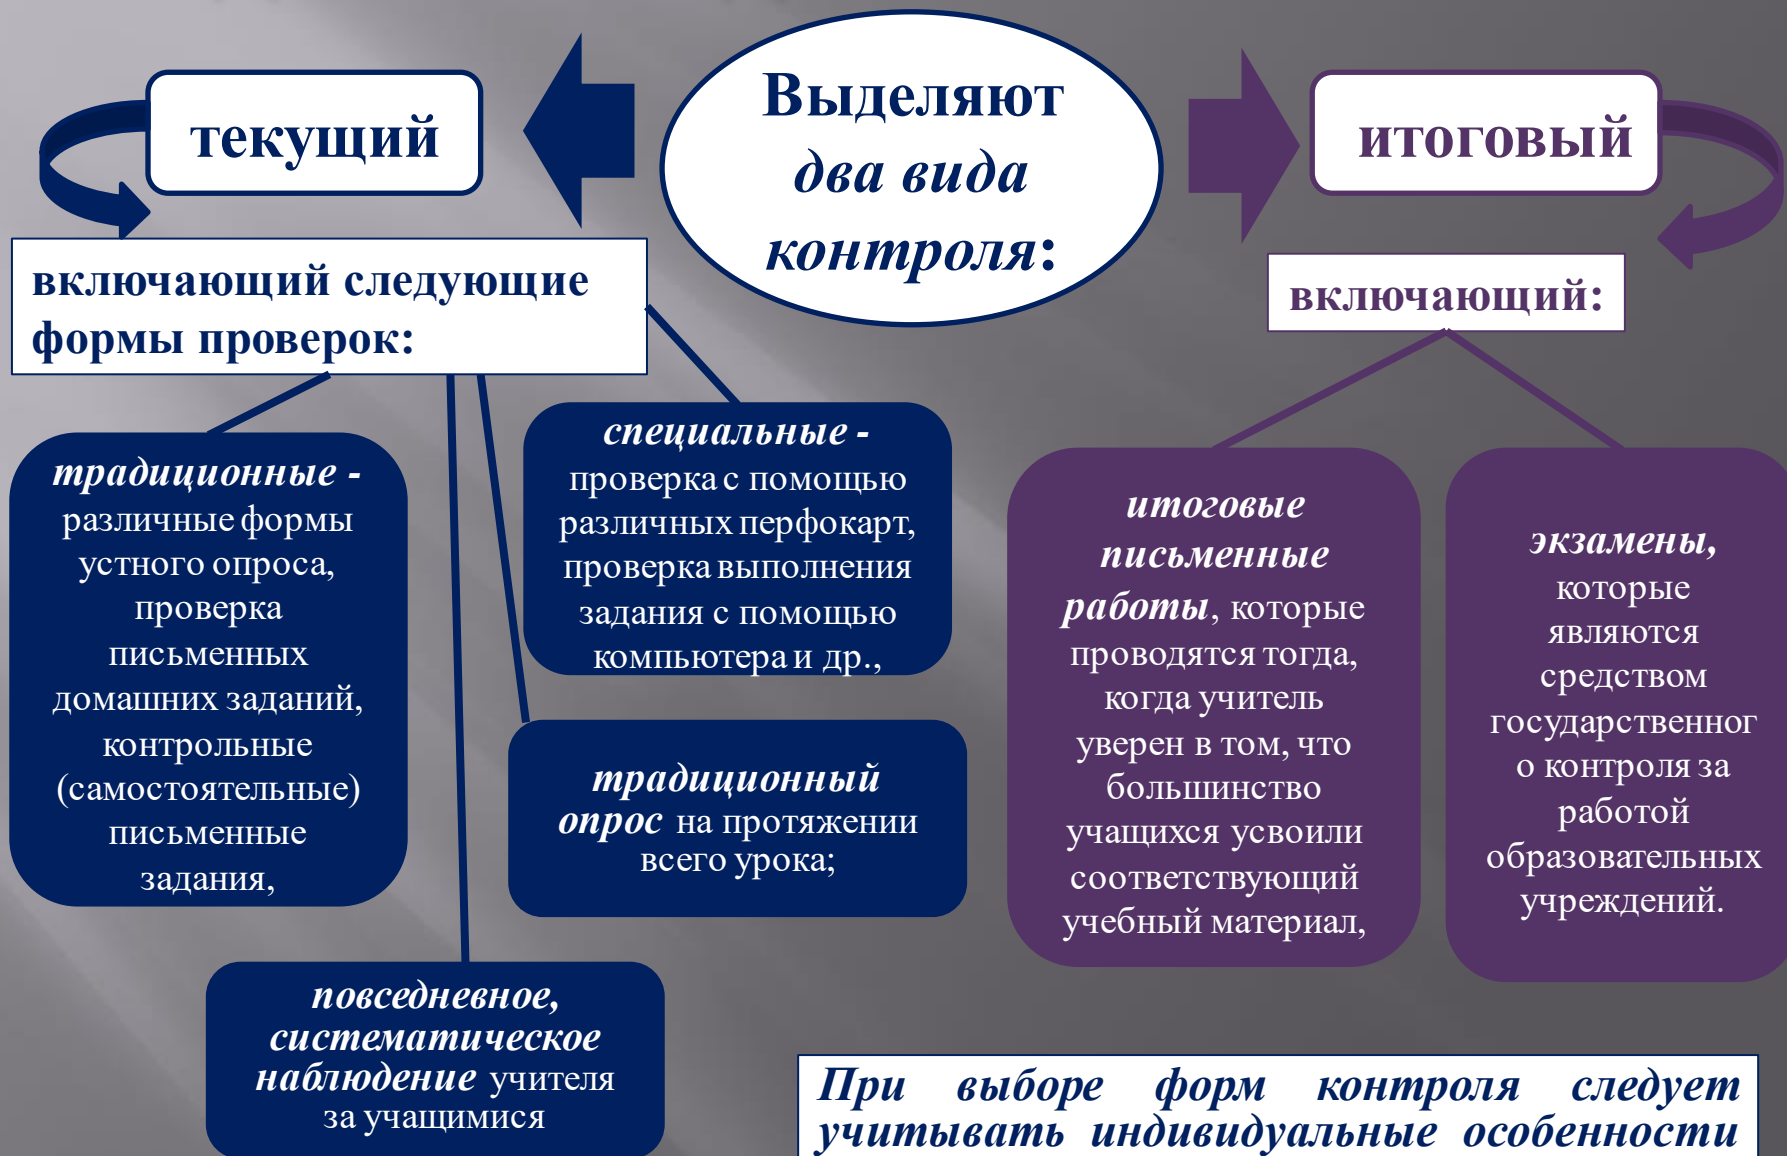 Выделяют
два вида
контроля:
текущий
включающий следующие
формы проверок:
традиционные -
различные формы
устного опроса,
проверка
письменных
домашних заданий,
контрольные
(самостоятельные)
письменные
задания,
специальные -
проверка с помощью
различных перфокарт,
проверка выполнения
задания с помощью
компьютера и др.,
традиционный
опрос на протяжении
всего урока;
повседневное,
систематическое
наблюдение учителя
за учащимися
итоговый
включающий:
итоговые
письменные
работы, которые
проводятся тогда,
когда учитель
уверен в том, что
большинство
учащихся усвоили
соответствующий
учебный материал,
экзамены,
которые
являются
средством
государственног
о контроля за
работой
образовательных
учреждений.
При выборе форм контроля следует
учитывать индивидуальные особенности